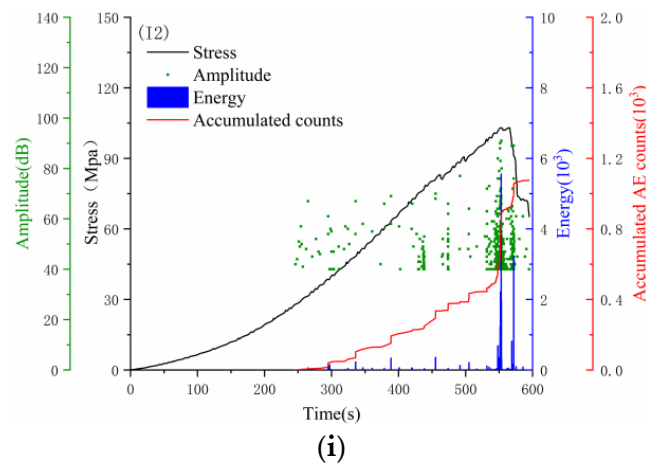 (I2)
Stress
Amplitude
Energy
Accumulated counts
Amplitude(dB)
0
20
40
60
80
100
120
140
Stress（Mpa）
0
30
60
90
120
150
Energy(10³)
0
2
4
6
8
10
Accumulated AE counts(10³)
0.0
0.4
0.8
1.2
1.6
2.0
0 100 200 300 400 500 600
Time(s)
(i)